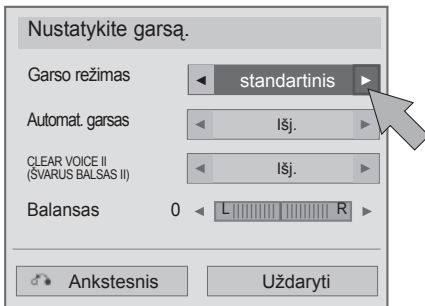 Nustatykite garsą.
Garso režimas ◄ standartinis ►
Automat. garsas ◄ Išj. ►
CLEAR VOICE II
(ŠVARUS BALSAS II) ◄ Išj. ►
Balansas 0 ◄ L R ►
Ankstesnis Uždaryti